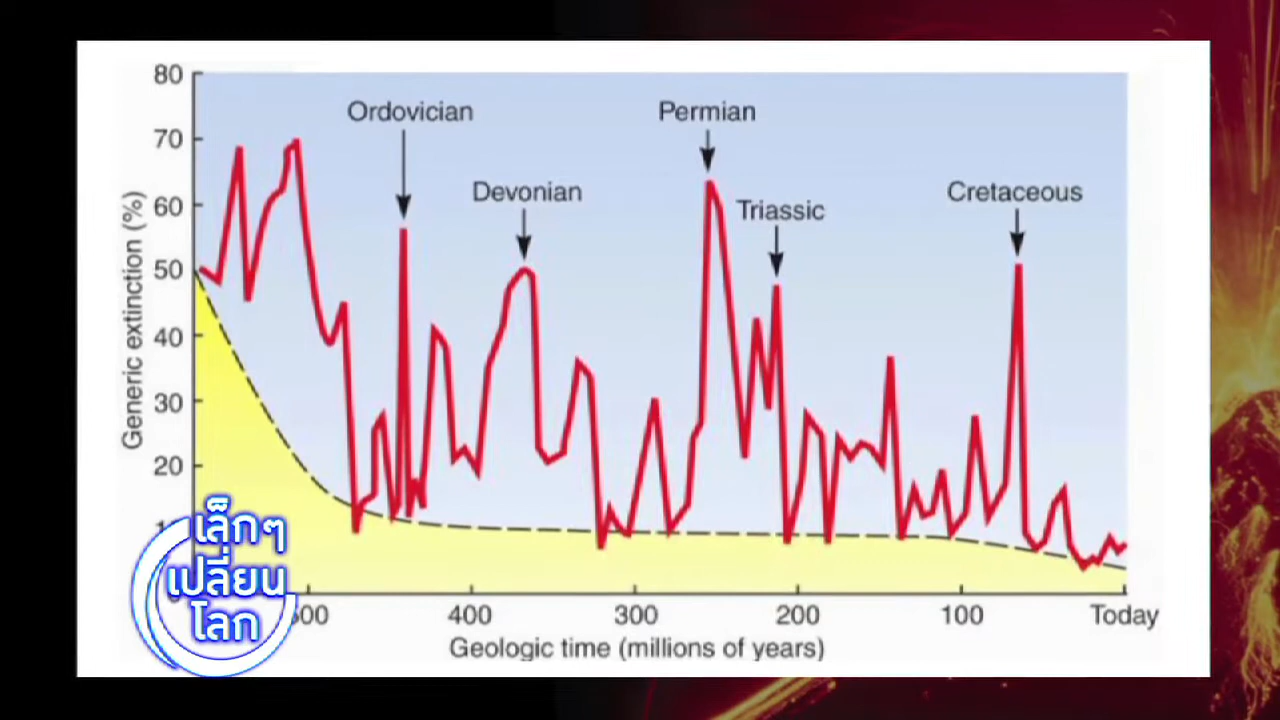 80
Ordovician
Permian
70
Devonian
Cretaceous
60
Triassic
50
40
30
20
Generic extinction (%)
เล็กๆ
เปลี่ยน
โลก
400
300
200
100
Today
Geologic time (millions of years)